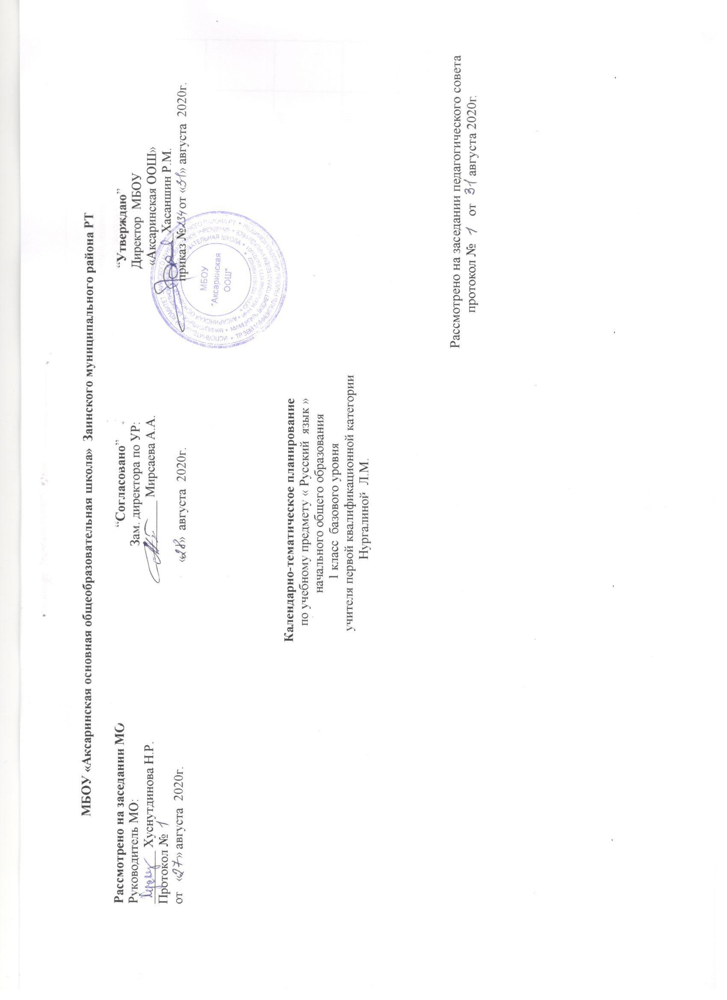 МБОУ «Аксаринская основная общеобразовательная школа» Заинского муниципального района РТ
Рассмотрено на заседании МО
Руководитель МО:
Хуснутдинова Н.Р.
Протокол № 1
от «27» августа 2020г.
“Согласовано”
Зам. директора по УР:
Мирсаева А.А.
«28» августа 2020г.
“Утверждаю”
Директор МБОУ
«Аксаринская ООШ»
Хасаншин Р.М.
приказ №134 от «31» августа 2020г.
МБОУ
"Аксаринская
ООШ"
Календарно-тематическое планирование
по учебному предмету « Русский язык »
начального общего образования
1 класс базового уровня
учителя первой квалификационной категории
Нургалиной Л.М.
Рассмотрено на заседании педагогического совета
протокол № 1 от 31 августа 2020г.